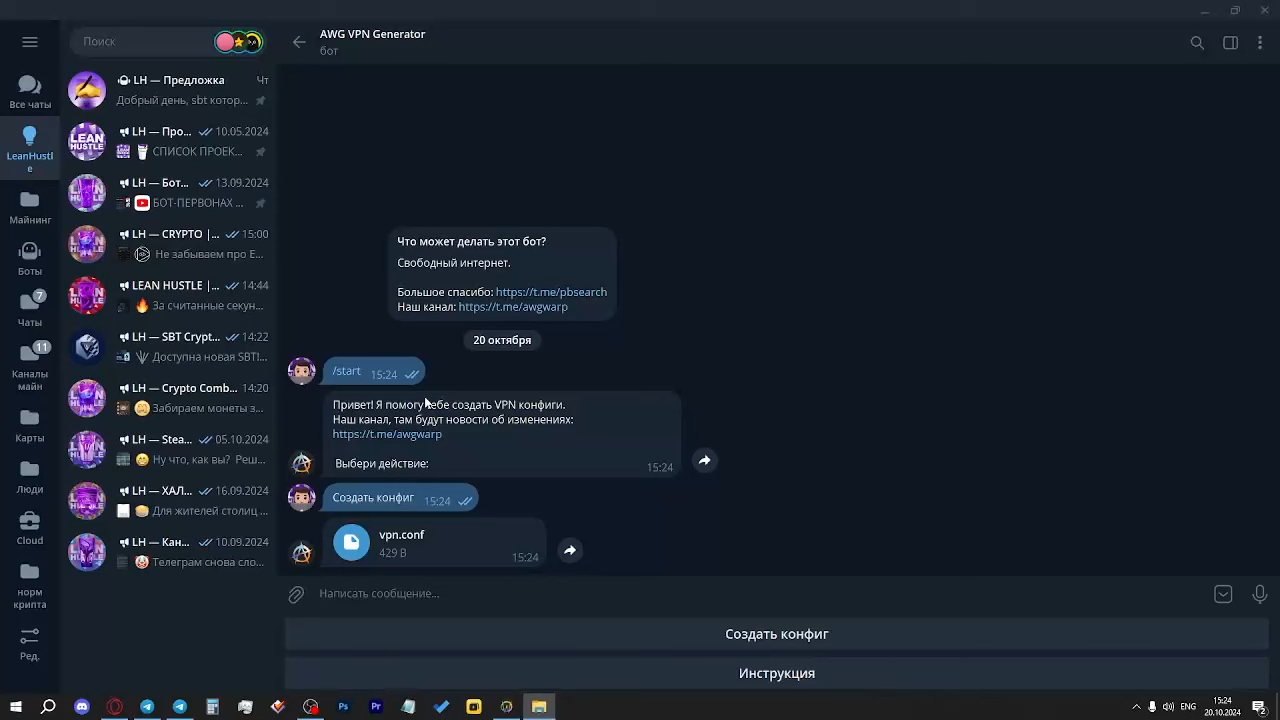 Поиск
AWG VPN Generator
бот
Все чаты
LeanHustl
e
Майнинг
Боты
7
Чаты
11
Каналы
майн
Карты
Люди
Cloud
норм
крипта
Ред.
LH — Предложка Чт
Добрый день, sbt котор...
LH — Про... 10.05.2024
СПИСОК ПРОЕК...
LH — Бот... 13.09.2024
БОТ-ПЕРВОНАХ ...
LH — CRYPTO |... 15:00
Не забываем про Е...
LEAN HUSTLE |... 14:44
За считанные секун...
LH — SBT Crypt... 14:22
Доступна новая SBT!...
LH — Crypto Comb... 14:20
Забираем монеты з...
LH — Stea... 05.10.2024
Ну что, как вы? Реш...
LH — ХАЛ... 16.09.2024
Для жителей столиц ...
LH — Кан... 10.09.2024
Телеграм снова сло...
Что может делать этот бот?
Свободный интернет.
Большое спасибо: https://t.me/pbsearch
Наш канал: https://t.me/awgwarp
20 октября
/start 15:24
Привет! Я помогу тебе создать VPN конфиги.
Наш канал, там будут новости об изменениях:
https://t.me/awgwarp
Выбери действие: 15:24
Создать конфиг 15:24
vpn.conf
429 B 15:24
Написать сообщение...
Создать конфиг
Инструкция
Ps
Pr
ENG
15:24
20.10.2024
2